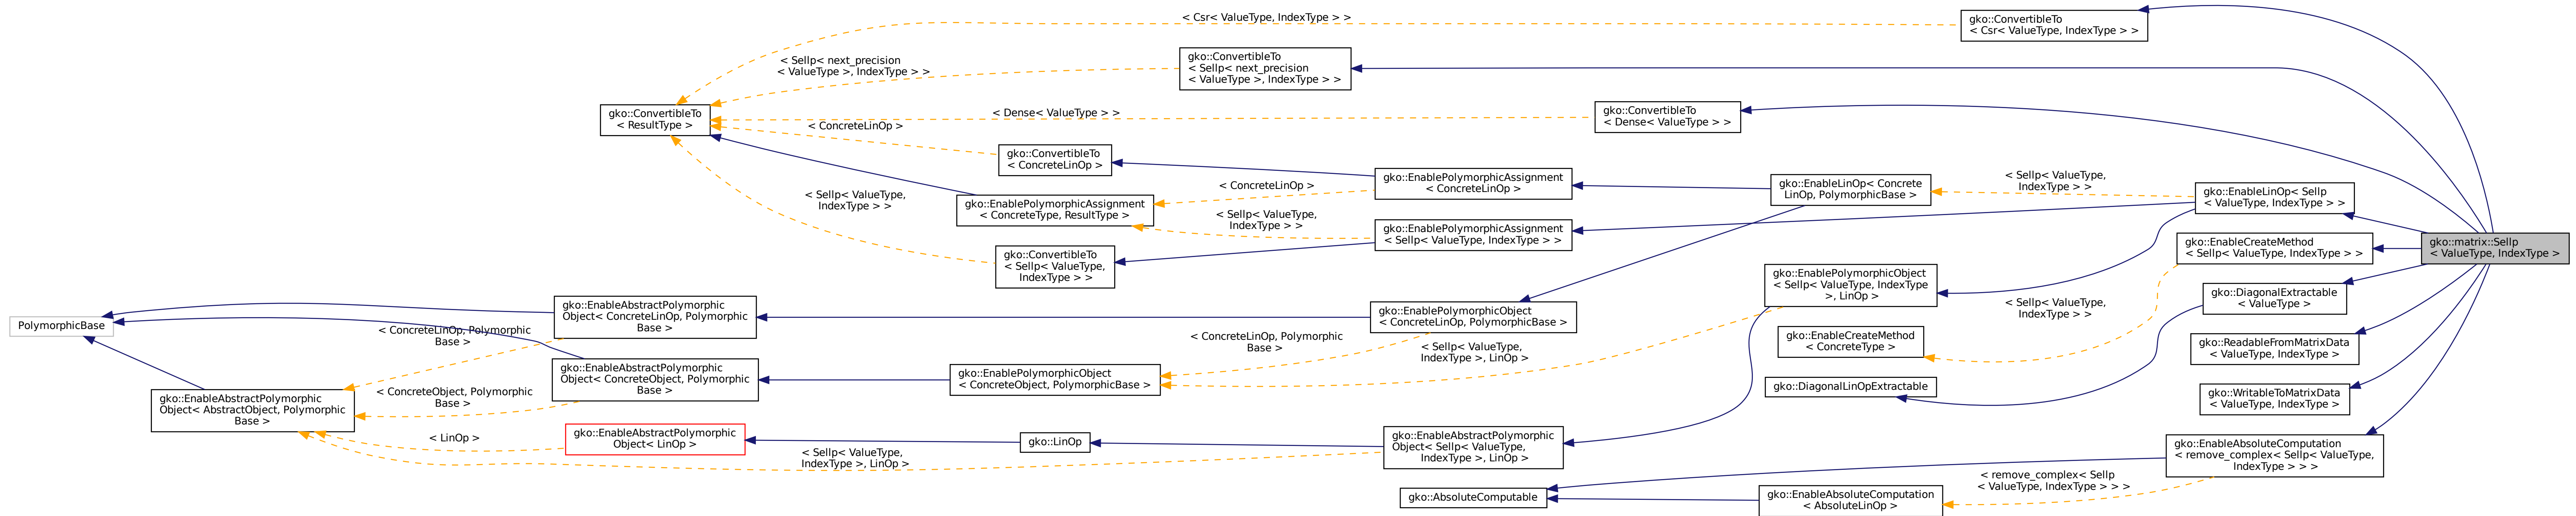 < Csr< ValueType, IndexType > >
gko::ConvertibleTo
< Csr< ValueType, IndexType > >
< Sellp< next_precision
< ValueType >, IndexType > >
gko::ConvertibleTo
< Sellp< next_precision
< ValueType >, IndexType > >
gko::ConvertibleTo
< ResultType >
< Dense< ValueType > >
gko::ConvertibleTo
< Dense< ValueType > >
< ConcreteLinOp >
gko::ConvertibleTo
< ConcreteLinOp >
gko::EnablePolymorphicAssignment
< ConcreteLinOp >
< ConcreteLinOp >
gko::EnablePolymorphicAssignment
< ConcreteType, ResultType >
< Sellp< ValueType,
IndexType > >
< Sellp< ValueType,
IndexType > >
gko::EnablePolymorphicAssignment
< Sellp< ValueType, IndexType > >
gko::ConvertibleTo
< Sellp< ValueType,
IndexType > >
gko::EnableLinOp< Concrete
LinOp, PolymorphicBase >
< Sellp< ValueType,
IndexType > >
gko::EnableLinOp< Sellp
< ValueType, IndexType > >
gko::EnableCreateMethod
< Sellp< ValueType, IndexType > >
gko::matrix::Sellp
< ValueType, IndexType >
gko::EnablePolymorphicObject
< Sellp< ValueType, IndexType
>, LinOp >
< Sellp< ValueType,
IndexType > >
gko::DiagonalExtractable
< ValueType >
gko::EnableCreateMethod
< ConcreteType >
gko::ReadableFromMatrixData
< ValueType, IndexType >
gko::DiagonalLinOpExtractable
gko::WritableToMatrixData
< ValueType, IndexType >
PolymorphicBase
gko::EnableAbstractPolymorphic
Object< ConcreteLinOp, Polymorphic
Base >
gko::EnablePolymorphicObject
< ConcreteLinOp, PolymorphicBase >
< ConcreteLinOp, Polymorphic
Base >
< ConcreteLinOp, Polymorphic
Base >
< Sellp< ValueType,
IndexType >, LinOp >
gko::EnableAbstractPolymorphic
Object< ConcreteObject, Polymorphic
Base >
gko::EnablePolymorphicObject
< ConcreteObject, PolymorphicBase >
gko::EnableAbstractPolymorphic
Object< AbstractObject, Polymorphic
Base >
< ConcreteObject, Polymorphic
Base >
< LinOp >
gko::EnableAbstractPolymorphic
Object< LinOp >
gko::LinOp
< Sellp< ValueType,
IndexType >, LinOp >
gko::EnableAbstractPolymorphic
Object< Sellp< ValueType,
IndexType >, LinOp >
gko::EnableAbsoluteComputation
< remove_complex< Sellp< ValueType,
IndexType > > >
gko::AbsoluteComputable
gko::EnableAbsoluteComputation
< AbsoluteLinOp >
< remove_complex< Sellp
< ValueType, IndexType > > >